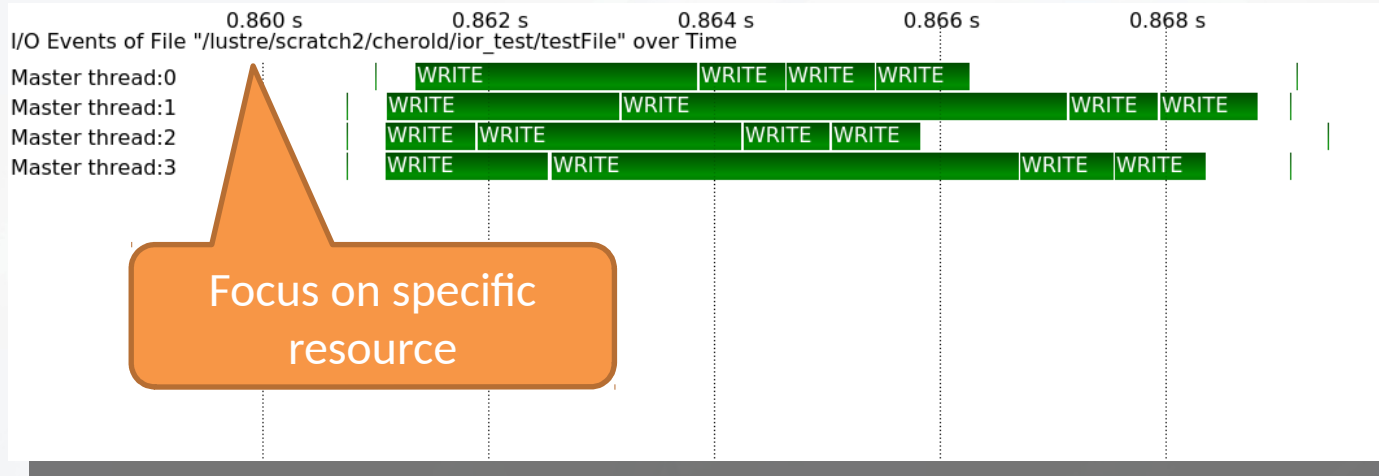 0.860 s 0.862 s 0.864 s 0.866 s 0.868 s
I/O Events of File "/lustre/scratch2/cherold/ior_test/testFile" over Time
Master thread:0 WRITE WRITE WRITE WRITE
Master thread:1 WRITE WRITE WRITE WRITE
Master thread:2 WRITE WRITE WRITE WRITE
Master thread:3 WRITE WRITE WRITE WRITE
Focus on specific
resource